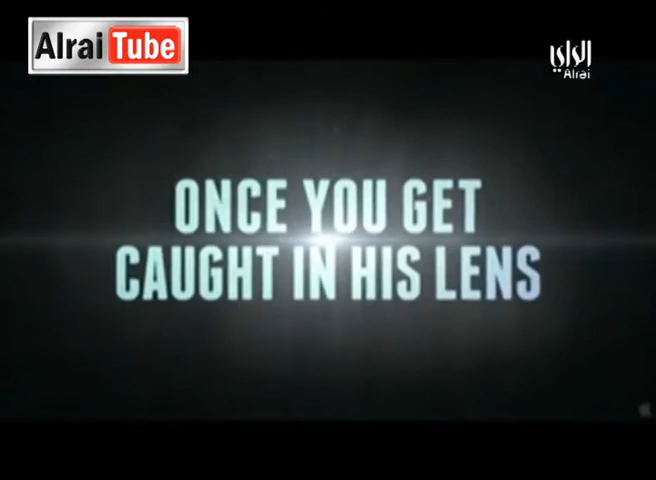 Alrai Tube
الراي
Alrai
ONCE YOU GET
CAUGHT IN HIS LENS